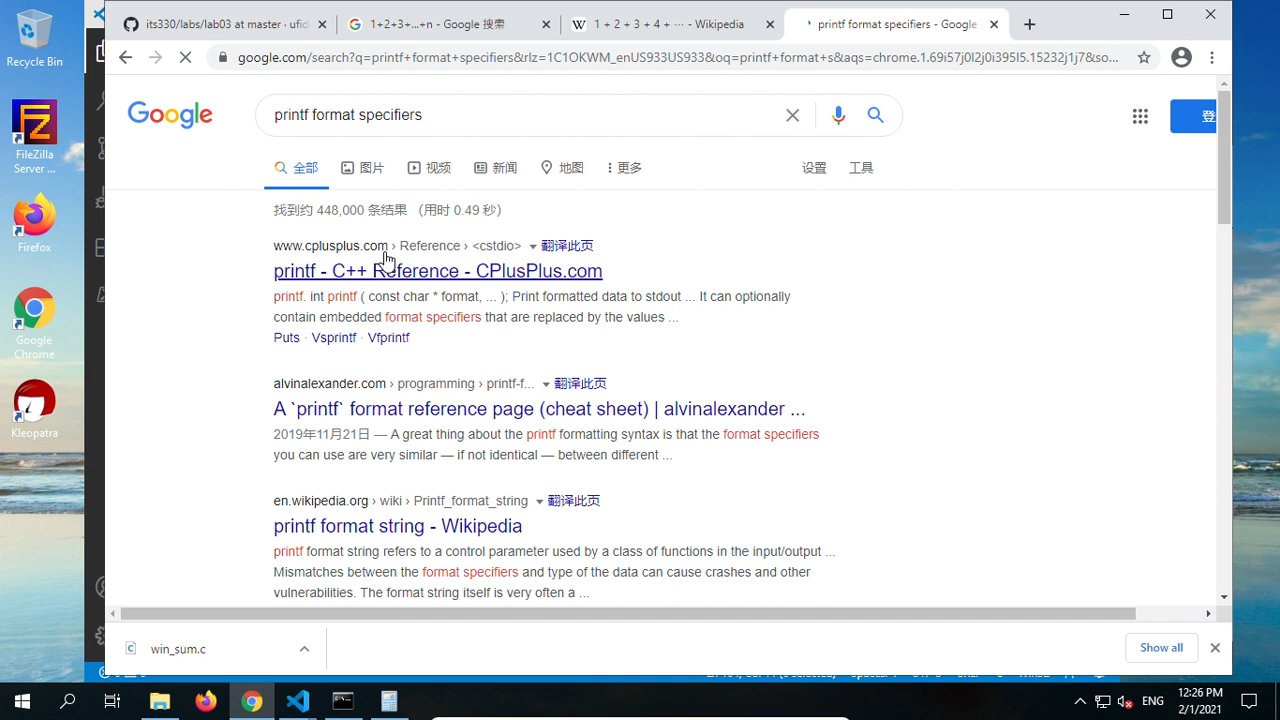 Recycle Bin
FileZilla
Server ...
Firefox
Google
Chrome
Kleopatra
its330/labs/lab03 at master · ufid
1+2+3+...+n - Google 搜索
1 + 2 + 3 + 4 + ⋯ - Wikipedia
printf format specifiers - Google
google.com/search?q=printf+format+specifiers&rlz=1C1OKWM_enUS933US933&oq=printf+format+s&aqs=chrome.1.69i57j0l2j0i395l5.15232j1j7&so...
Google
printf format specifiers
登
全部
图片
视频
新闻
地图
更多
设置
工具
找到约 448,000 条结果 （用时 0.49 秒）
www.cplusplus.com › Reference › <cstdio> 翻译此页
printf - C++ Reference - CPlusPlus.com
printf. int printf ( const char * format, ... ); Print formatted data to stdout ... It can optionally
contain embedded format specifiers that are replaced by the values ...
Puts · Vsprintf · Vfprintf
alvinalexander.com › programming › printf-f... 翻译此页
A `printf` format reference page (cheat sheet) | alvinalexander ...
2019年11月21日 — A great thing about the printf formatting syntax is that the format specifiers
you can use are very similar — if not identical — between different ...
en.wikipedia.org › wiki › Printf_format_string 翻译此页
printf format string - Wikipedia
printf format string refers to a control parameter used by a class of functions in the input/output ...
Mismatches between the format specifiers and type of the data can cause crashes and other
vulnerabilities. The format string itself is very often a ...
win_sum.c
Show all
ENG
12:26 PM
2/1/2021